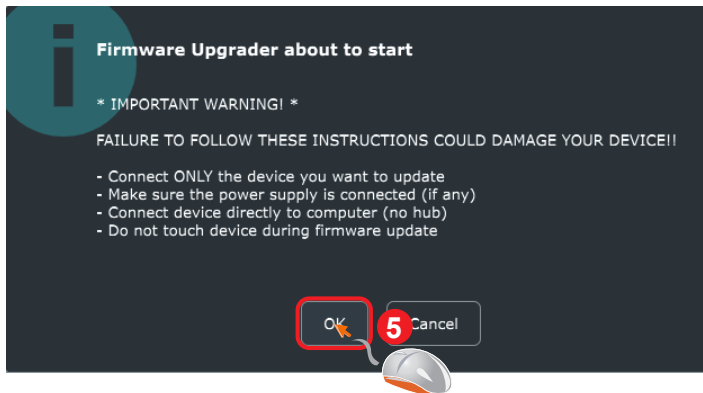 Firmware Upgrader about to start
* IMPORTANT WARNING! *
FAILURE TO FOLLOW THESE INSTRUCTIONS COULD DAMAGE YOUR DEVICE!!
- Connect ONLY the device you want to update
- Make sure the power supply is connected (if any)
- Connect device directly to computer (no hub)
- Do not touch device during firmware update
OK 5 Cancel